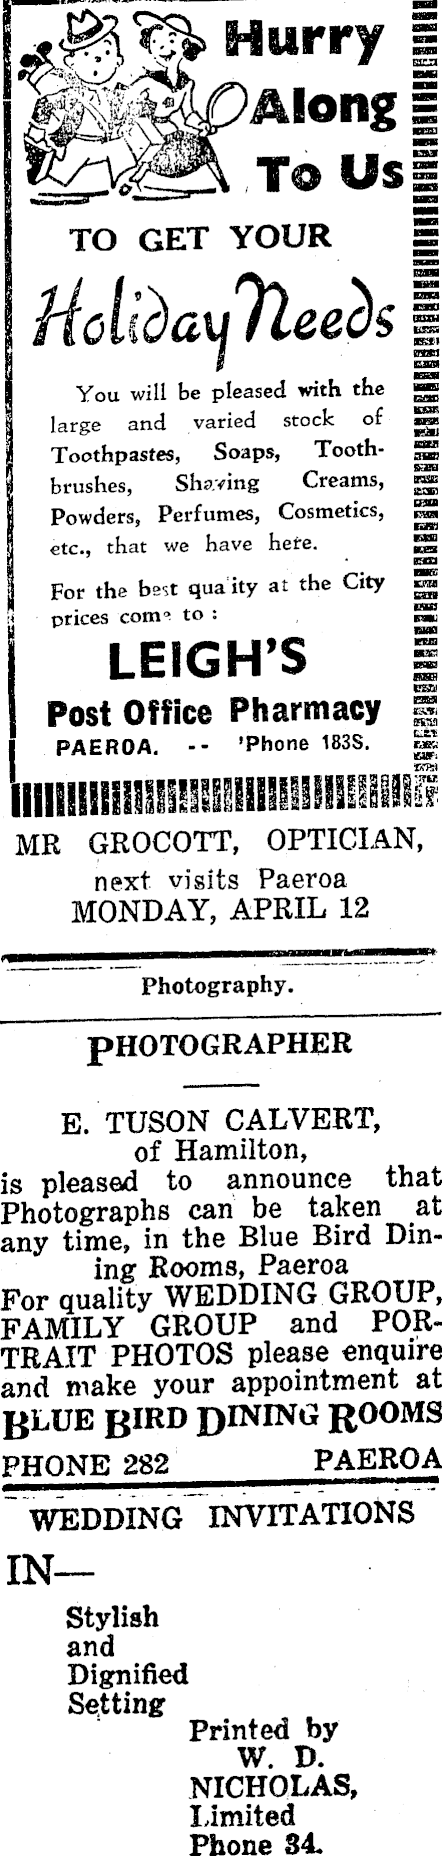 Hurry
Along
To Us
TO GET YOUR
Holiday Needs
You will be pleased with the
large and varied stock of
Toothpastes, Soaps, Tooth-
brushes, Shaving Creams,
Powders, Perfumes, Cosmetics,
etc., that we have here.
For the best qua'ity at the City
prices come to :
LEIGH'S
Post Office Pharmacy
PAEROA. -- 'Phone 183S.
MR GROCOTT, OPTICIAN,
next visits Paeroa
MONDAY, APRIL 12
Photography.
PHOTOGRAPHER
E. TUSON CALVERT,
of Hamilton,
is pleased to announce that
Photographs can be taken at
any time, in the Blue Bird Din-
ing Rooms, Paeroa
For quality WEDDING GROUP,
FAMILY GROUP and POR-
TRAIT PHOTOS please enquire
and make your appointment at
BLUE BIRD DINING ROOMS
PHONE 282 PAEROA
WEDDING INVITATIONS
IN—
Stylish
and
Dignified
Setting
Printed by
W. D.
NICHOLAS,
Limited
Phone 34.